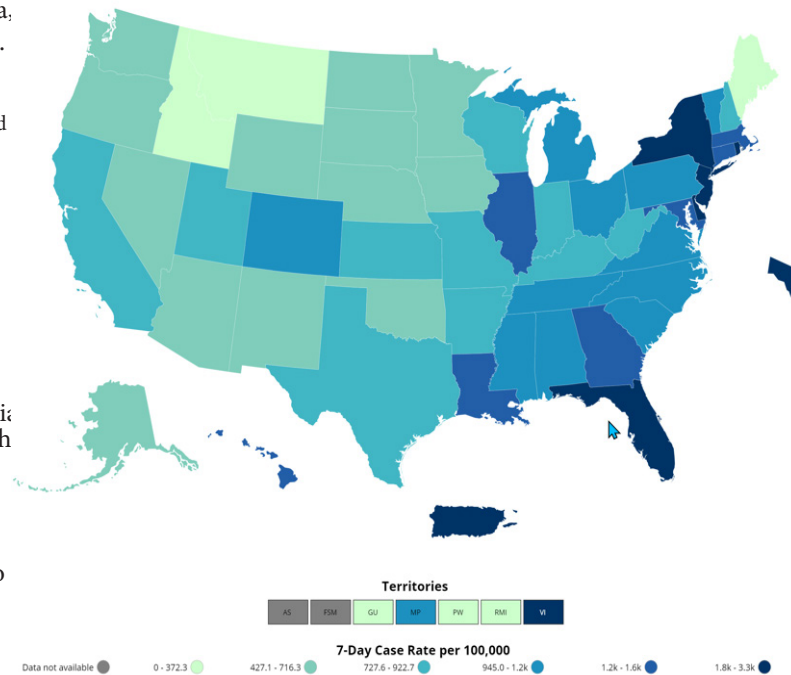 a,
.
d
ia
h
Territories
AS FSM GU MP PW RMI VI
7-Day Case Rate per 100,000
Data not available 0 - 372.3 427.1 - 716.3 727.6 - 922.7 945.0 - 1.2k 1.2k - 1.6k 1.8k - 3.3k